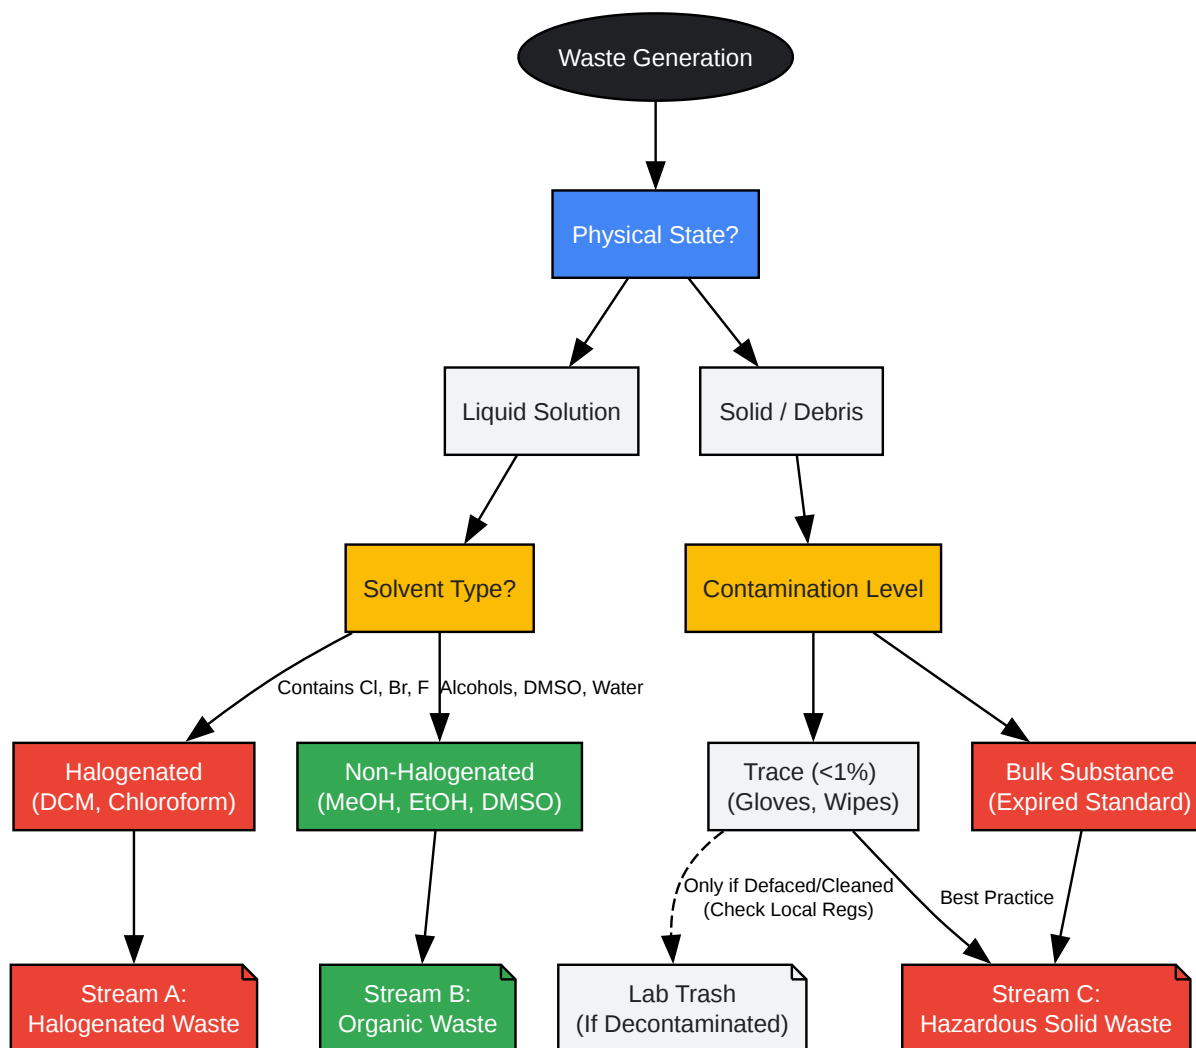 Waste Generation
Physical State?
Liquid Solution
Solid / Debris
Solvent Type?
Contamination Level
Contains Cl, Br, F
Alcohols, DMSO, Water
Halogenated
(DCM, Chloroform)
Non-Halogenated
(MeOH, EtOH, DMSO)
Trace (<1%)
(Gloves, Wipes)
Bulk Substance
(Expired Standard)
Only if Defaced/Cleaned
(Check Local Regs)
Best Practice
Stream A:
Halogenated Waste
Stream B:
Organic Waste
Lab Trash
(If Decontaminated)
Stream C:
Hazardous Solid Waste